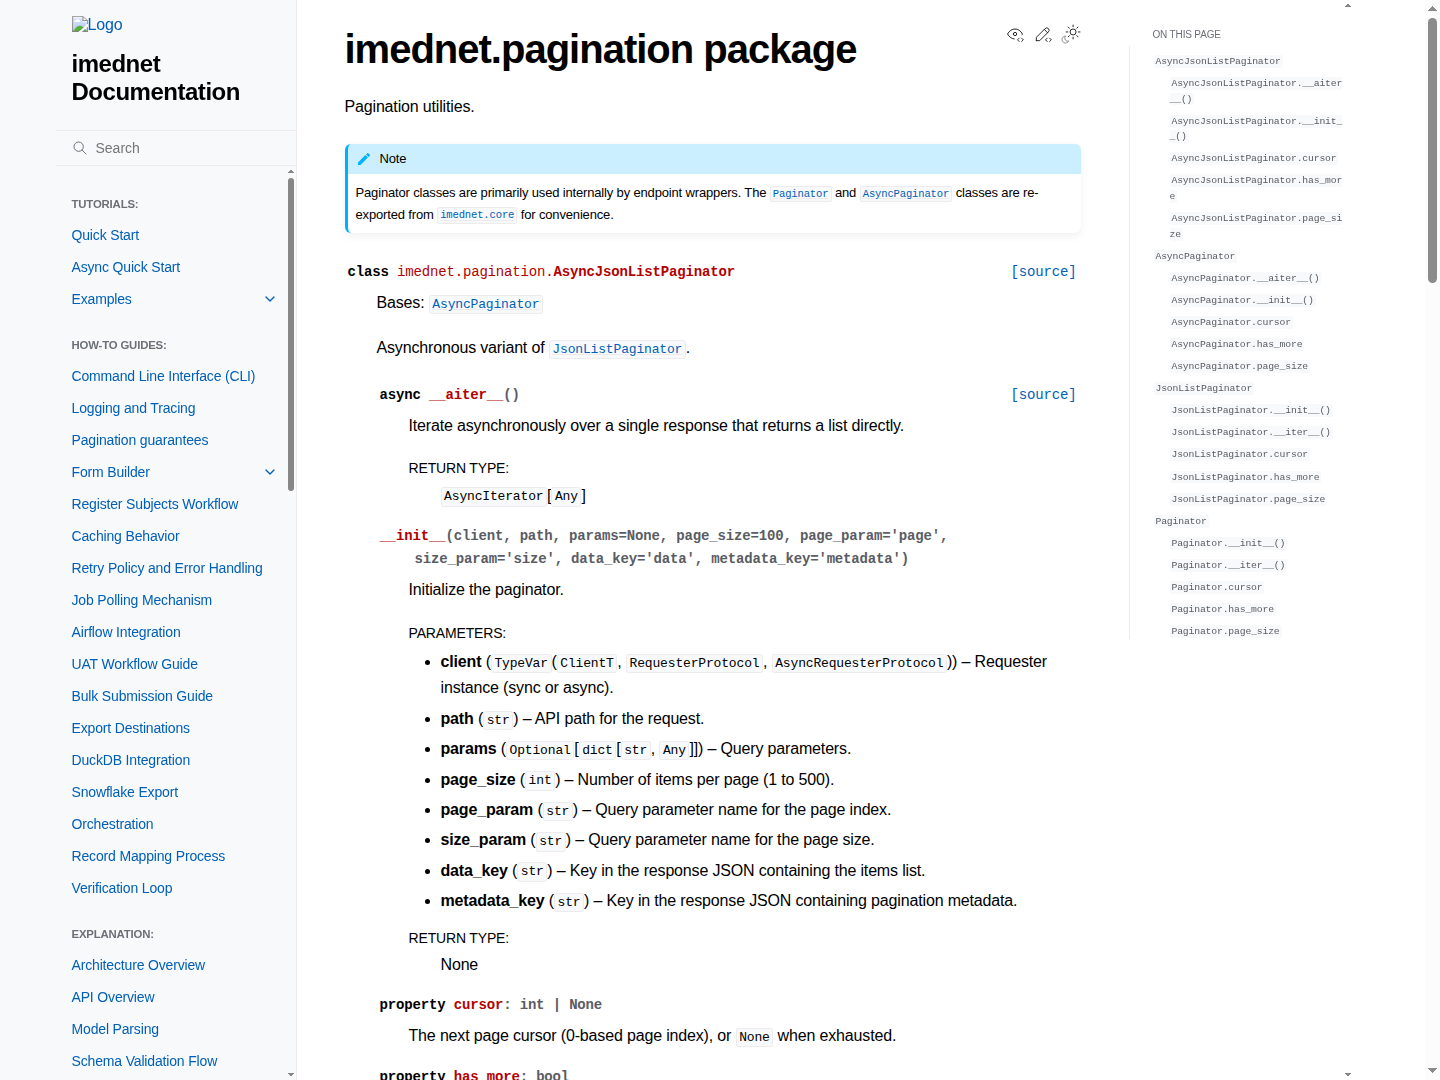 Logo
imednet
Documentation
Search
TUTORIALS:
Quick Start
Async Quick Start
Examples
HOW-TO GUIDES:
Command Line Interface (CLI)
Logging and Tracing
Pagination guarantees
Form Builder
Register Subjects Workflow
Caching Behavior
Retry Policy and Error Handling
Job Polling Mechanism
Airflow Integration
UAT Workflow Guide
Bulk Submission Guide
Export Destinations
DuckDB Integration
Snowflake Export
Orchestration
Record Mapping Process
Verification Loop
EXPLANATION:
Architecture Overview
API Overview
Model Parsing
Schema Validation Flow
imednet.pagination package
Pagination utilities.
Note
Paginator classes are primarily used internally by endpoint wrappers. The Paginator and AsyncPaginator classes are re-
exported from imednet.core for convenience.
class imednet.pagination.AsyncJsonListPaginator [source]
Bases: AsyncPaginator
Asynchronous variant of JsonListPaginator.
async __aiter__() [source]
Iterate asynchronously over a single response that returns a list directly.
RETURN TYPE:
AsyncIterator[Any]
__init__(client, path, params=None, page_size=100, page_param='page',
size_param='size', data_key='data', metadata_key='metadata')
Initialize the paginator.
PARAMETERS:
• client (TypeVar(ClientT, RequesterProtocol, AsyncRequesterProtocol)) – Requester
instance (sync or async).
• path (str) – API path for the request.
• params (Optional[dict[str, Any]]) – Query parameters.
• page_size (int) – Number of items per page (1 to 500).
• page_param (str) – Query parameter name for the page index.
• size_param (str) – Query parameter name for the page size.
• data_key (str) – Key in the response JSON containing the items list.
• metadata_key (str) – Key in the response JSON containing pagination metadata.
RETURN TYPE:
None
property cursor: int | None
The next page cursor (0-based page index), or None when exhausted.
property has_more: bool
ON THIS PAGE
AsyncJsonListPaginator
AsyncJsonListPaginator.__aiter
__()
AsyncJsonListPaginator.__init_
_()
AsyncJsonListPaginator.cursor
AsyncJsonListPaginator.has_mor
e
AsyncJsonListPaginator.page_si
ze
AsyncPaginator
AsyncPaginator.__aiter__()
AsyncPaginator.__init__()
AsyncPaginator.cursor
AsyncPaginator.has_more
AsyncPaginator.page_size
JsonListPaginator
JsonListPaginator.__init__()
JsonListPaginator.__iter__()
JsonListPaginator.cursor
JsonListPaginator.has_more
JsonListPaginator.page_size
Paginator
Paginator.__init__()
Paginator.__iter__()
Paginator.cursor
Paginator.has_more
Paginator.page_size